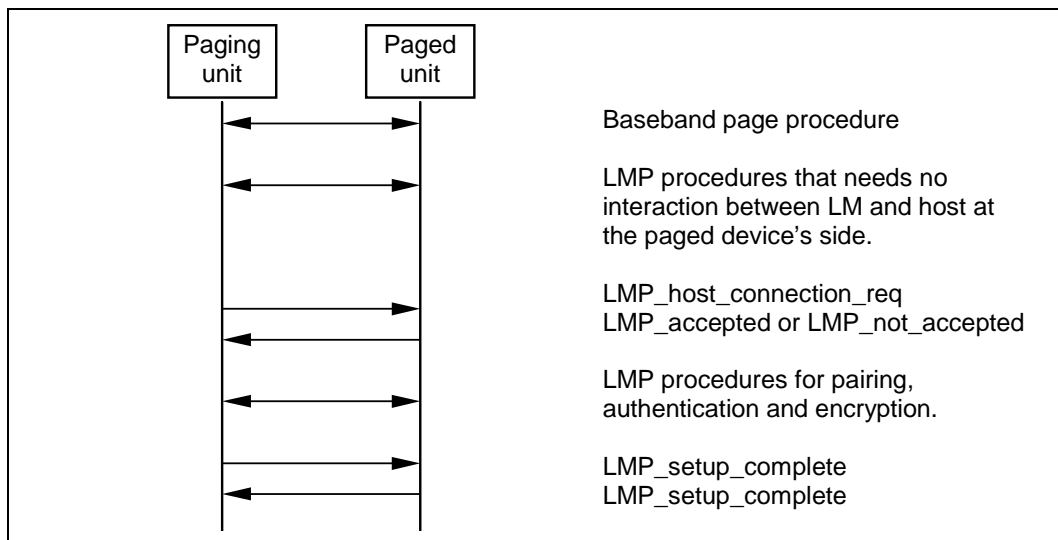 Paging
unit
Paged
unit
Baseband page procedure
LMP procedures that needs no
interaction between LM and host at
the paged device’s side.
LMP_host_connection_req
LMP_accepted or LMP_not_accepted
LMP procedures for pairing,
authentication and encryption.
LMP_setup_complete
LMP_setup_complete